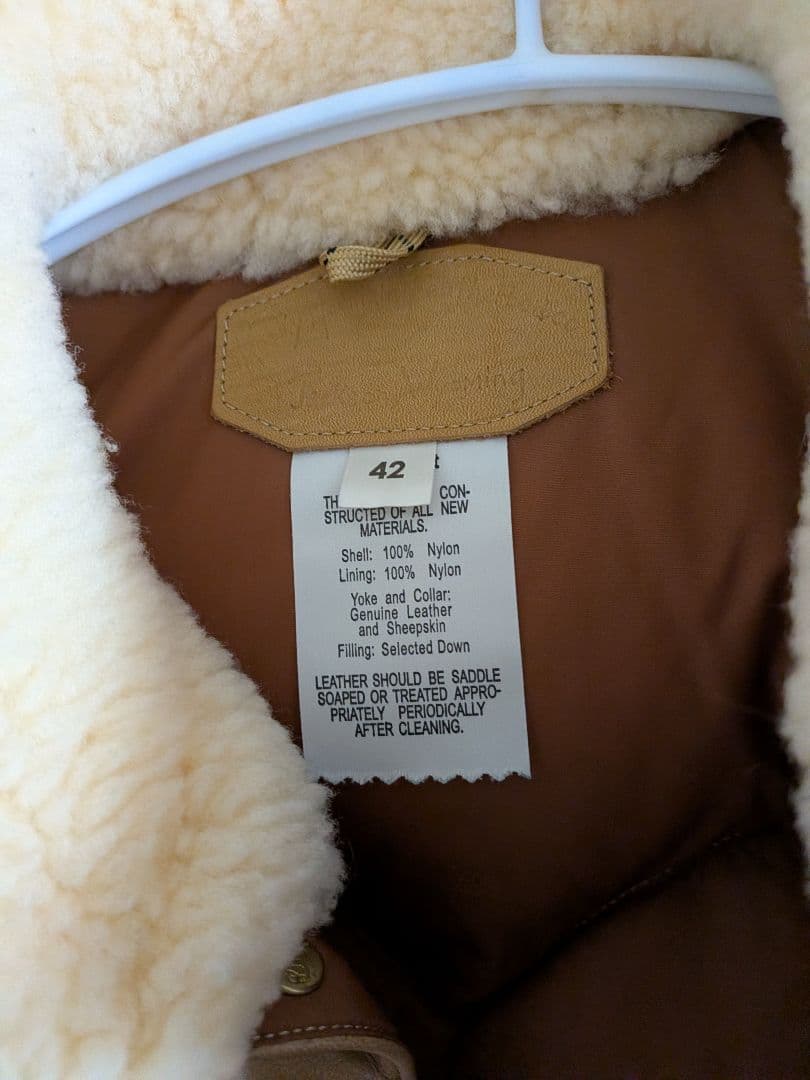 42
CON-
STRUCTED OF ALL NEW
MATERIALS.
Shell: 100% Nylon
Lining: 100% Nylon
Yoke and Collar:
Genuine Leather
and Sheepskin
Filling: Selected Down
LEATHER SHOULD BE SADDLE
SOAPED OR TREATED APPRO-
PRIATELY PERIODICALLY
AFTER CLEANING.